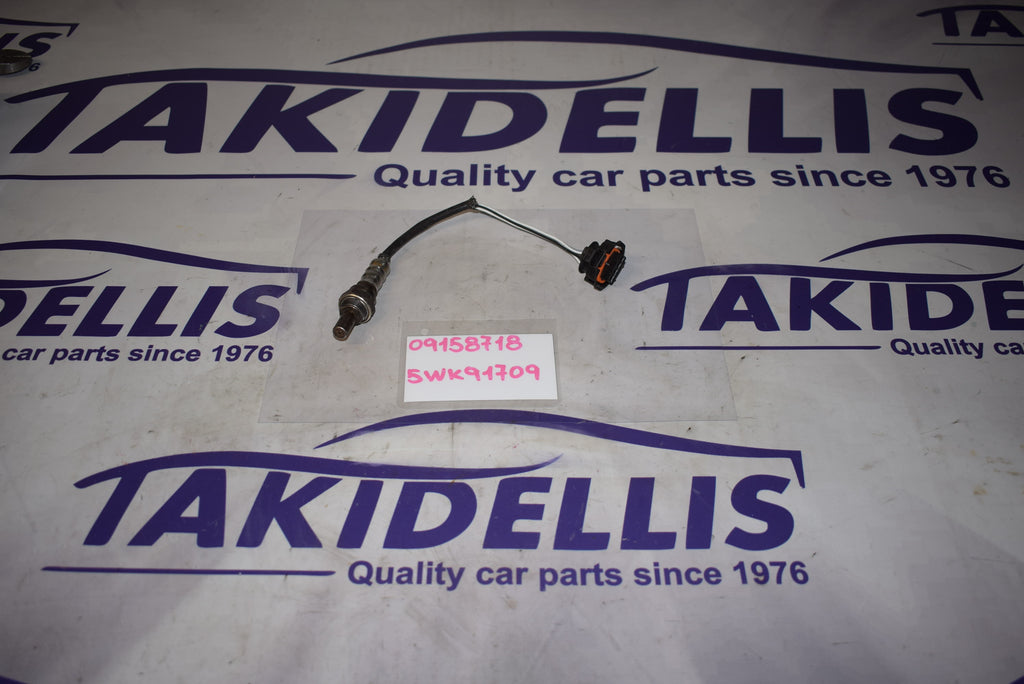 TA
TAKIDELLIS
Quality car parts since 1976
DELLIS
car parts since 1976
09158718
5WK91709
TAKIDE
Quality ca
TAKIDELLIS
Quality car parts since 1976